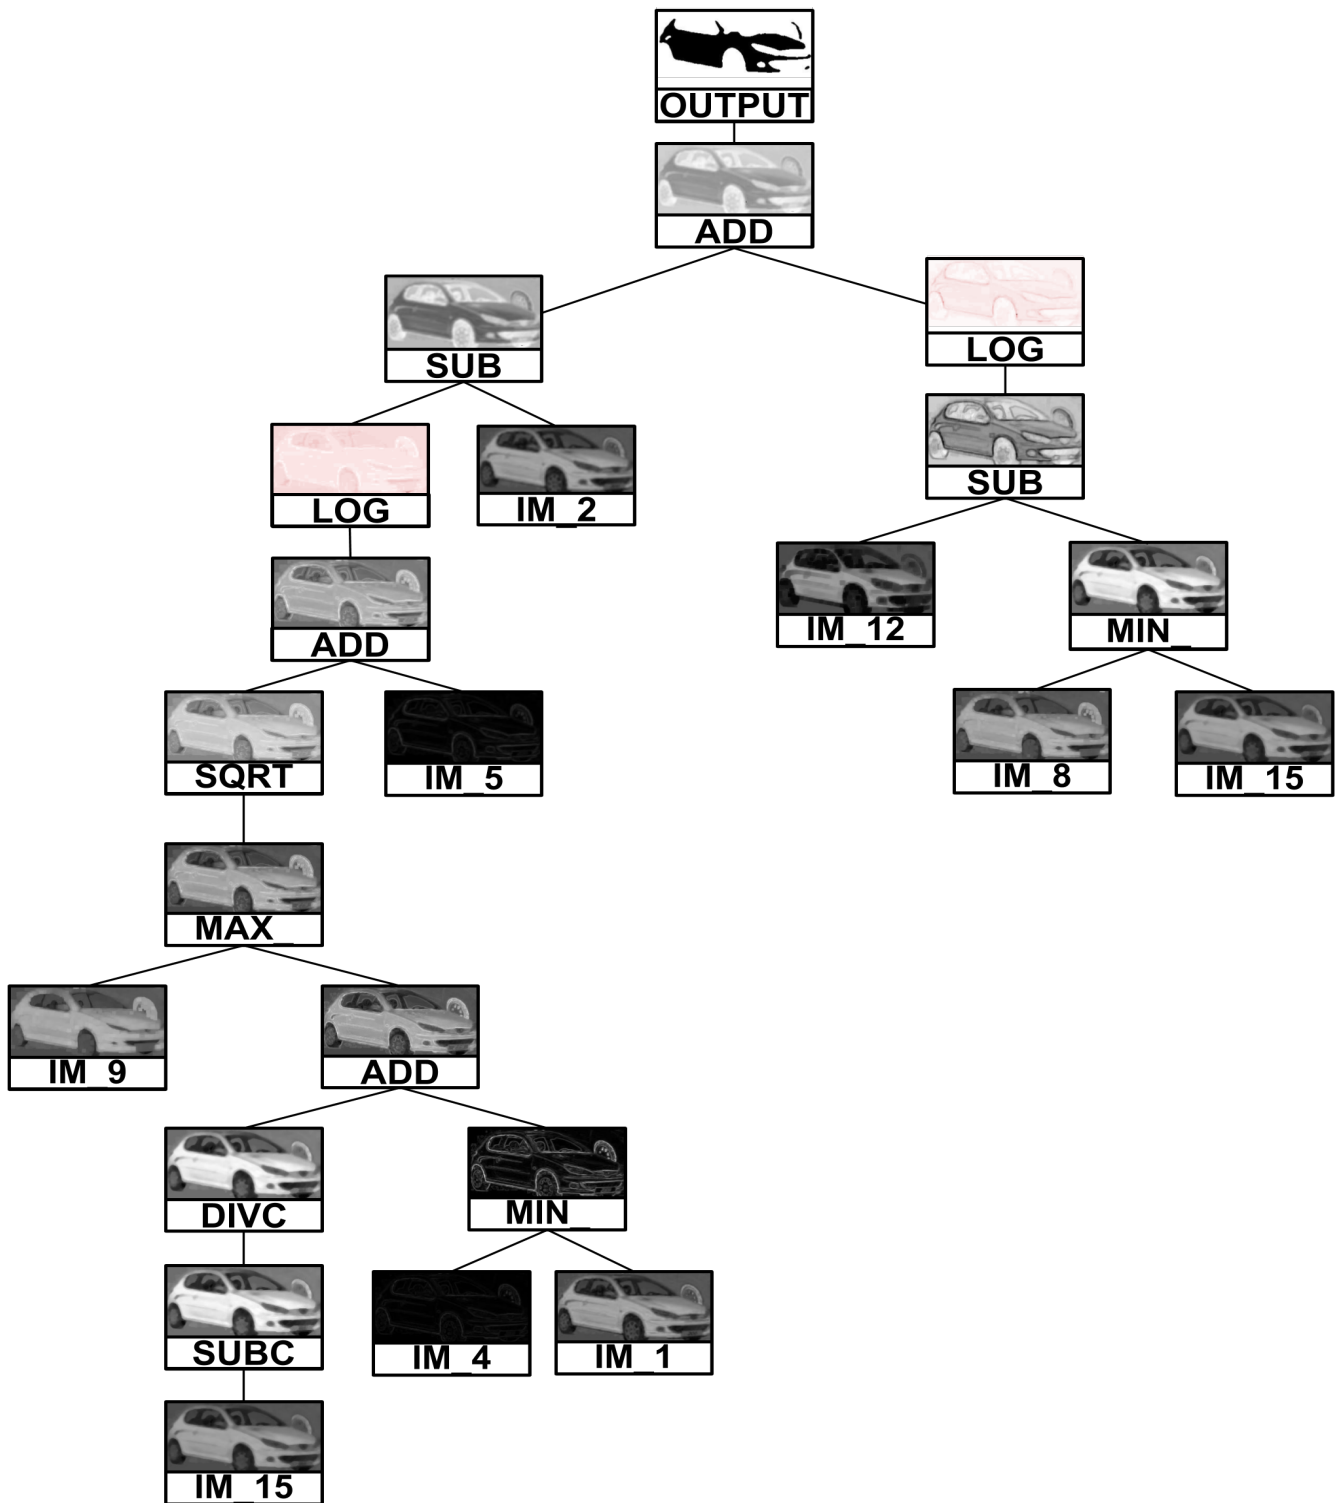 OUTPUT
ADD
SUB
LOG
LOG
IM_2
SUB
ADD
IM_12
MIN_
SQRT
IM_5
IM_8
IM_15
MAX_
IM_9
ADD
DIVC
MIN_
SUBC
IM_4
IM_1
IM_15